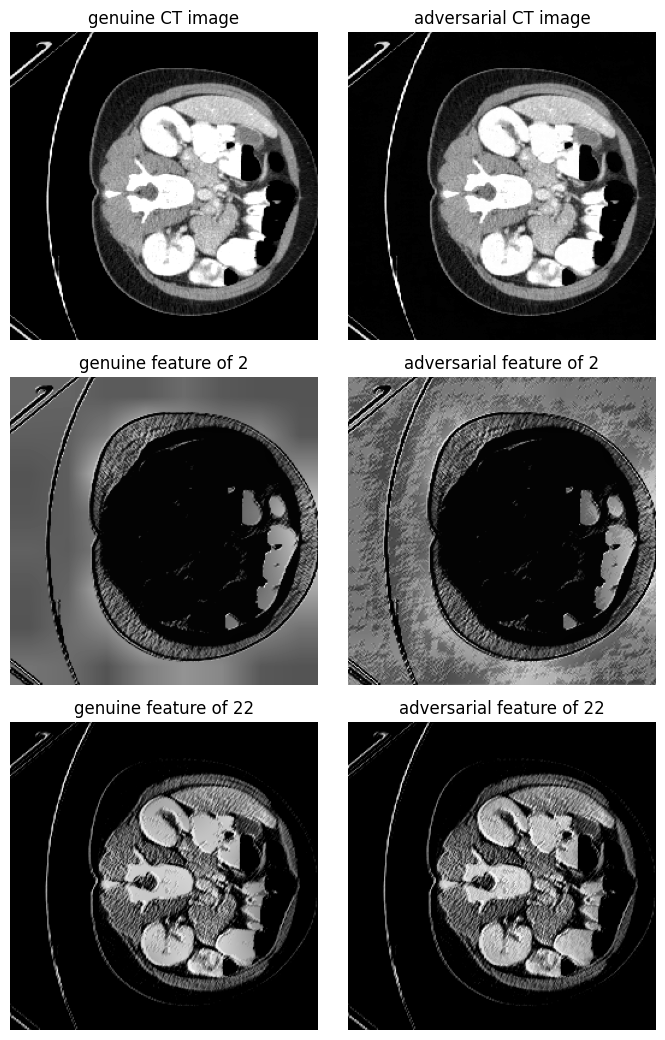 genuine CT image
adversarial CT image
genuine feature of 2
adversarial feature of 2
genuine feature of 22
adversarial feature of 22